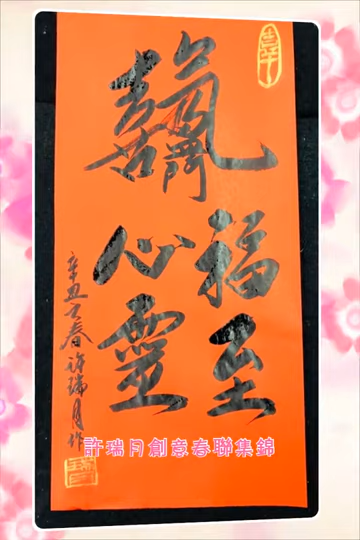 福至
心靈
辛丑之春許瑞月作
許瑞月創意春聯集錦